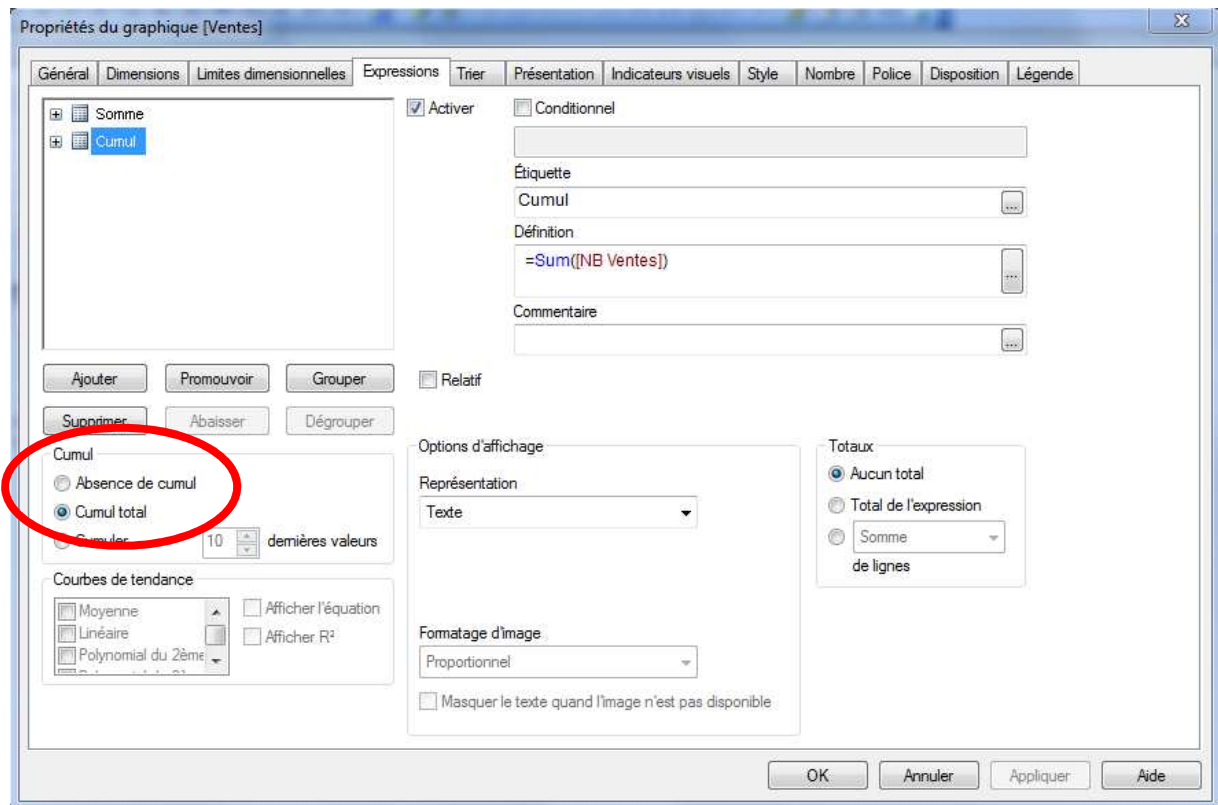 Propriétés du graphique [Ventes]
Général Dimensions Limites dimensionnelles Expressions Trier Présentation Indicateurs visuels Style Nombre Police Disposition Légende
Somme
Cumul
Activer
Conditionnel
Étiquette
Cumul
...
Définition
=Sum([NB Ventes])
...
Commentaire
...
Ajouter Promouvoir Grouper
Relatif
Supprimer Abaisser Dégrouper
Cumul
Absence de cumul
Cumul total
Cumuler 10 dernières valeurs
Courbes de tendance
Moyenne
Linéaire
Polynomial du 2ème
Afficher l'équation
Afficher R²
Options d'affichage
Représentation
Texte
Formatage d'image
Proportionnel
Masquer le texte quand l'image n'est pas disponible
Totaux
Aucun total
Total de l'expression
Somme
de lignes
OK Annuler Appliquer Aide